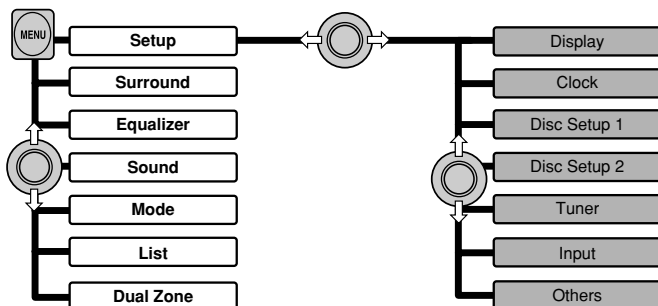 MENU
Setup
Surround
Equalizer
Sound
Mode
List
Dual Zone
Display
Clock
Disc Setup 1
Disc Setup 2
Tuner
Input
Others